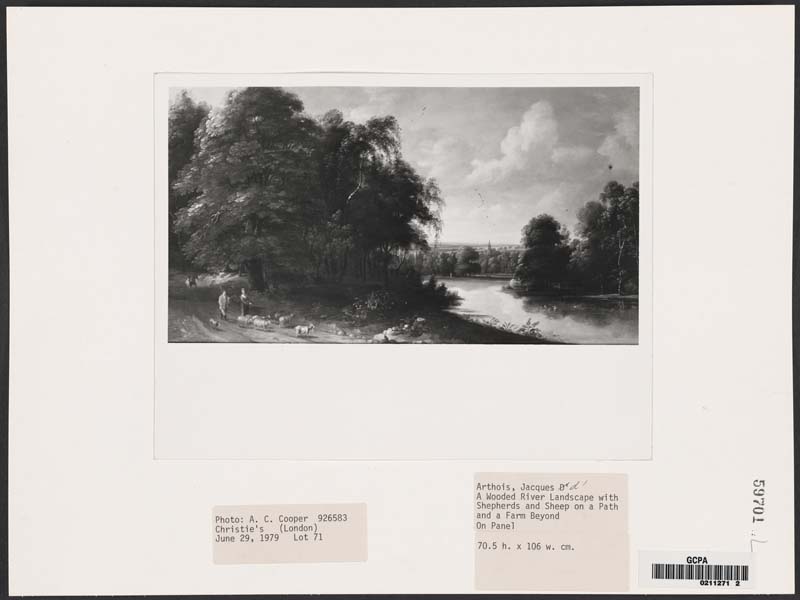 Arthois, Jacques D' d'
A Wooded River Landscape with
Shepherds and Sheep on a Path
and a Farm Beyond
On Panel
70.5 h. x 106 w. cm.
Photo: A. C. Cooper 926583
Christie's (London)
June 29, 1979 Lot 71
59701
GCPA
0211271 2